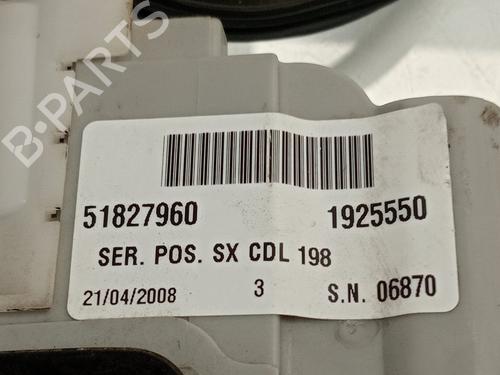 B-PARTS
51827960 1925550
SER. POS. SX CDL 198
21/04/2008 3 S.N. 06870